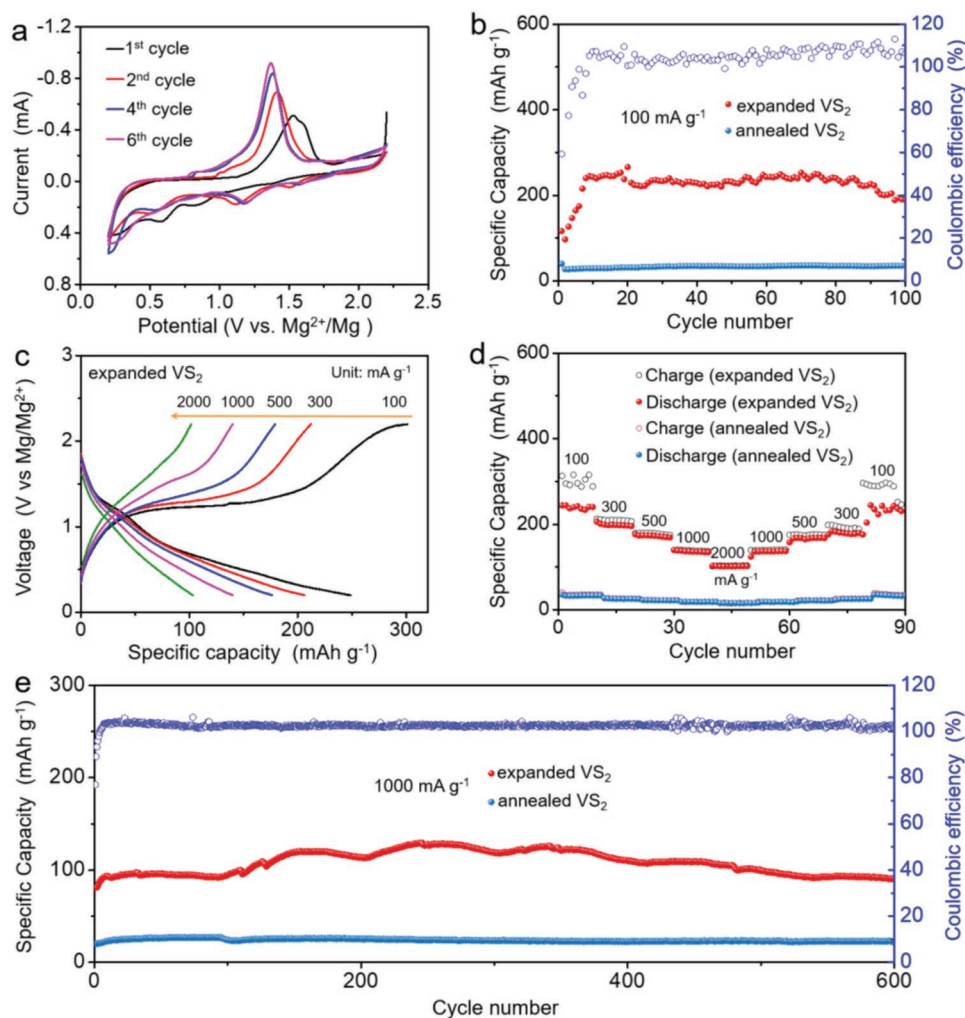 a
1st cycle
2nd cycle
4th cycle
6th cycle
-1.2
-0.8
-0.4
0.0
0.4
0.8
Current (mA)
0.0 0.5 1.0 1.5 2.0 2.5
Potential (V vs. Mg2+/Mg )
b
600
400
200
0
Specific Capacity (mAh g-1)
100 mA g-1
expanded VS2
annealed VS2
120
100
80
60
40
20
0
Coulombic efficiency (%)
0 20 40 60 80 100
Cycle number
c
expanded VS2
Unit: mA g-1
2000 1000 500 300 100
3
2
1
0
Voltage (V vs Mg/Mg2+)
0 100 200 300
Specific capacity (mAh g-1)
d
Charge (expanded VS2)
Discharge (expanded VS2)
Charge (annealed VS2)
Discharge (annealed VS2)
600
400
200
0
Specific Capacity (mAh g-1)
100 300 500 1000 2000 1000 500 300 100
mA g-1
0 30 60 90
Cycle number
e
300
200
100
0
Specific Capacity (mAh g-1)
1000 mA g-1
expanded VS2
annealed VS2
120
100
80
60
40
20
0
Coulombic efficiency (%)
0 200 400 600
Cycle number